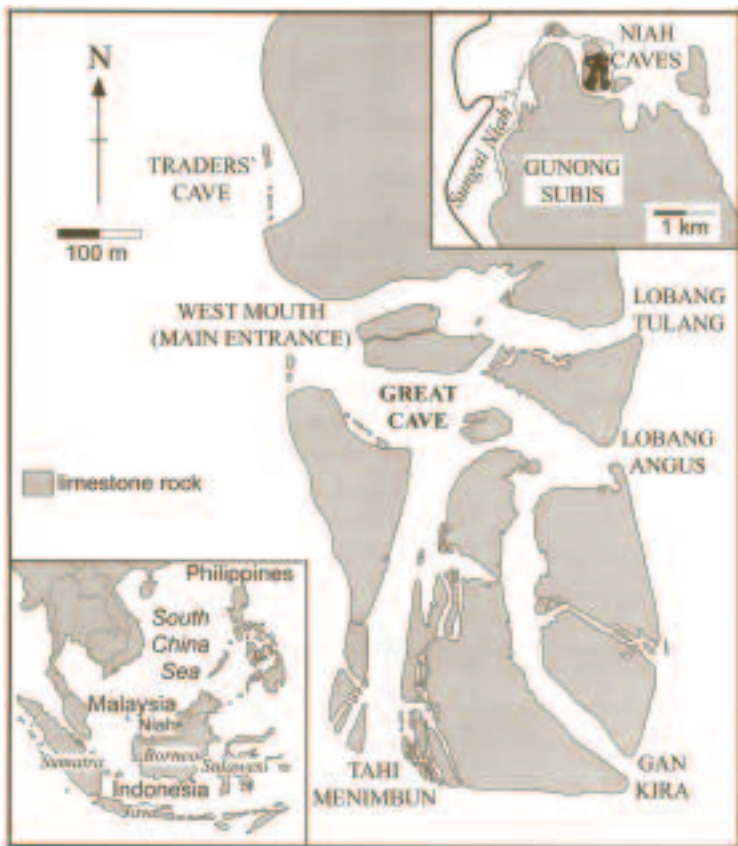 N
100 m
TRADERS'
CAVE
NIAH
CAVES
Sungai Niah
GUNONG
SUBIS
1 km
WEST MOUTH
(MAIN ENTRANCE)
LOBANG
TULANG
GREAT
CAVE
LOBANG
ANGUS
limestone rock
Philippines
South
China
Sea
Malaysia
Niah
Borneo
Sumatra
Sulawesi
Indonesia
Java
TAHI
MENIMBUN
GAN
KIRA